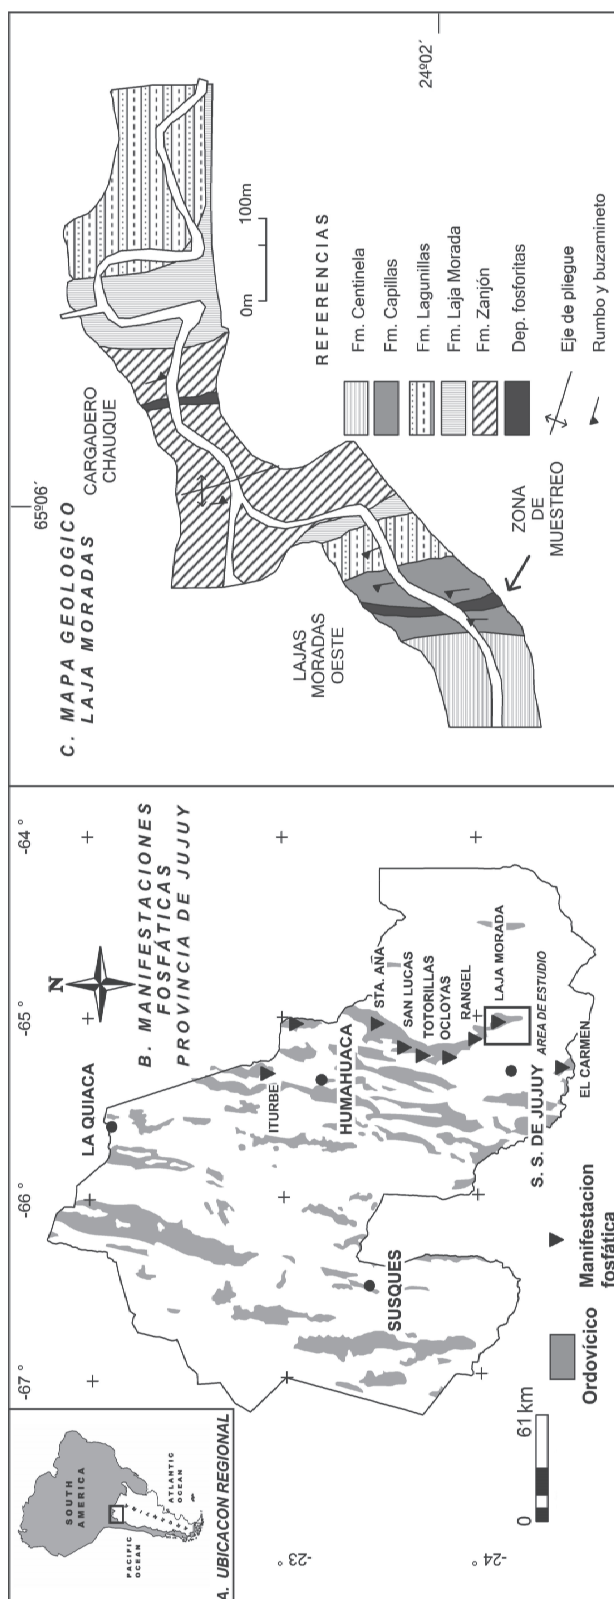 SOUTH
AMERICA
PACIFIC
OCEAN
ATLANTIC
OCEAN
A. UBICACON REGIONAL
-67°
-66°
-65°
-64°
-23°
-24°
N
B. MANIFESTACIONES
FOSFÁTICAS
PROVINCIA DE JUJUY
LA QUIACA
ITURBE
HUMAHUACA
SUSQUES
STA. AÑA
SAN LUCAS
TOTORILLAS
OCLOYAS
RANGEL
LAJA MORADA
AREA DE ESTUDIO
S. S. DE JUJUY
EL CARMEN
0 61 km
Ordovícico
Manifestacion
fosfática
C. MAPA GEOLOGICO
LAJA MORADAS
65º06´
24º02´
CARGADERO
CHAUQUE
LAJAS
MORADAS
OESTE
ZONA
DE
MUESTREO
0m 100m
REFERENCIAS
Fm. Centinela
Fm. Capillas
Fm. Lagunillas
Fm. Laja Morada
Fm. Zanjón
Dep. fosforitas
Eje de pliegue
Rumbo y buzamineto